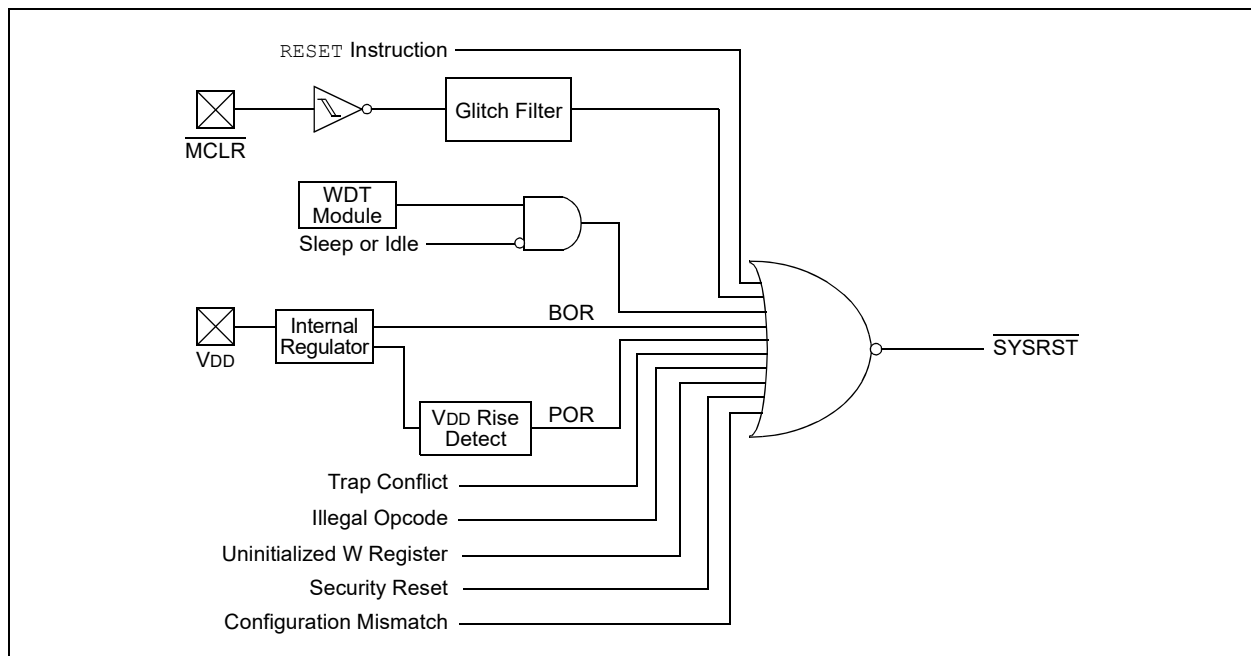 RESET Instruction
Glitch Filter
MCLR
WDT
Module
Sleep or Idle
BOR
Internal
Regulator
VDD
SYSRST
POR
VDD Rise
Detect
Trap Conflict
Illegal Opcode
Uninitialized W Register
Security Reset
Configuration Mismatch